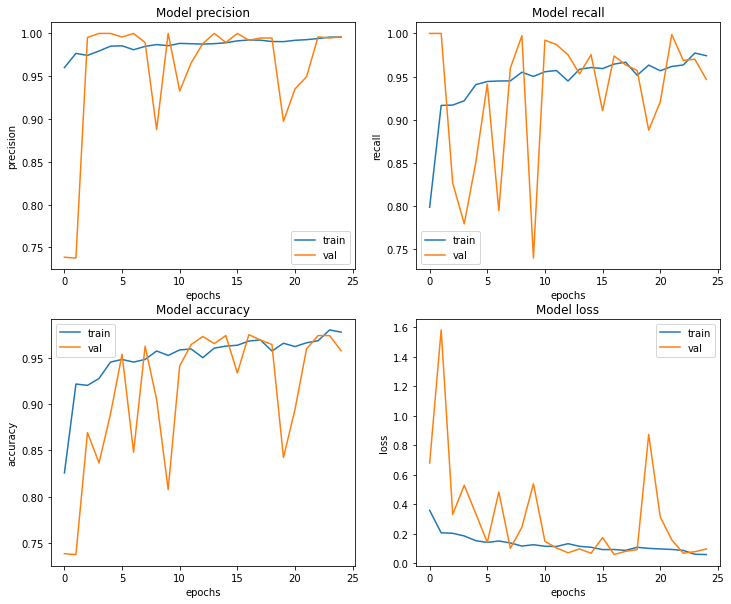 Model precision
1.00
0.95
0.90
0.85
0.80
0.75
precision
train
val
0
5
10
15
20
25
epochs
Model recall
1.00
0.95
0.90
0.85
0.80
0.75
recall
train
val
0
5
10
15
20
25
epochs
Model accuracy
0.95
0.90
0.85
0.80
0.75
accuracy
train
val
0
5
10
15
20
25
epochs
Model loss
1.6
1.4
1.2
1.0
0.8
0.6
0.4
0.2
0.0
loss
train
val
0
5
10
15
20
25
epochs